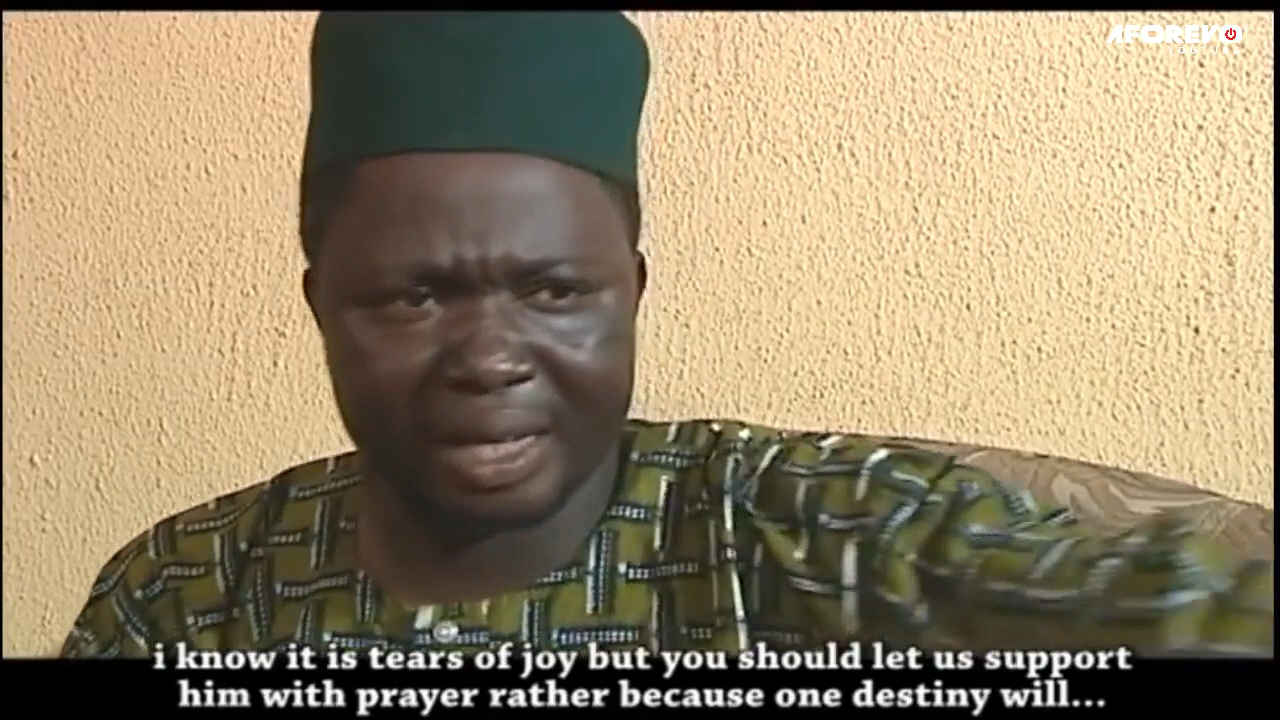 AFOREVO
YOUTUBE
i know it is tears of joy but you should let us support
him with prayer rather because one destiny will...